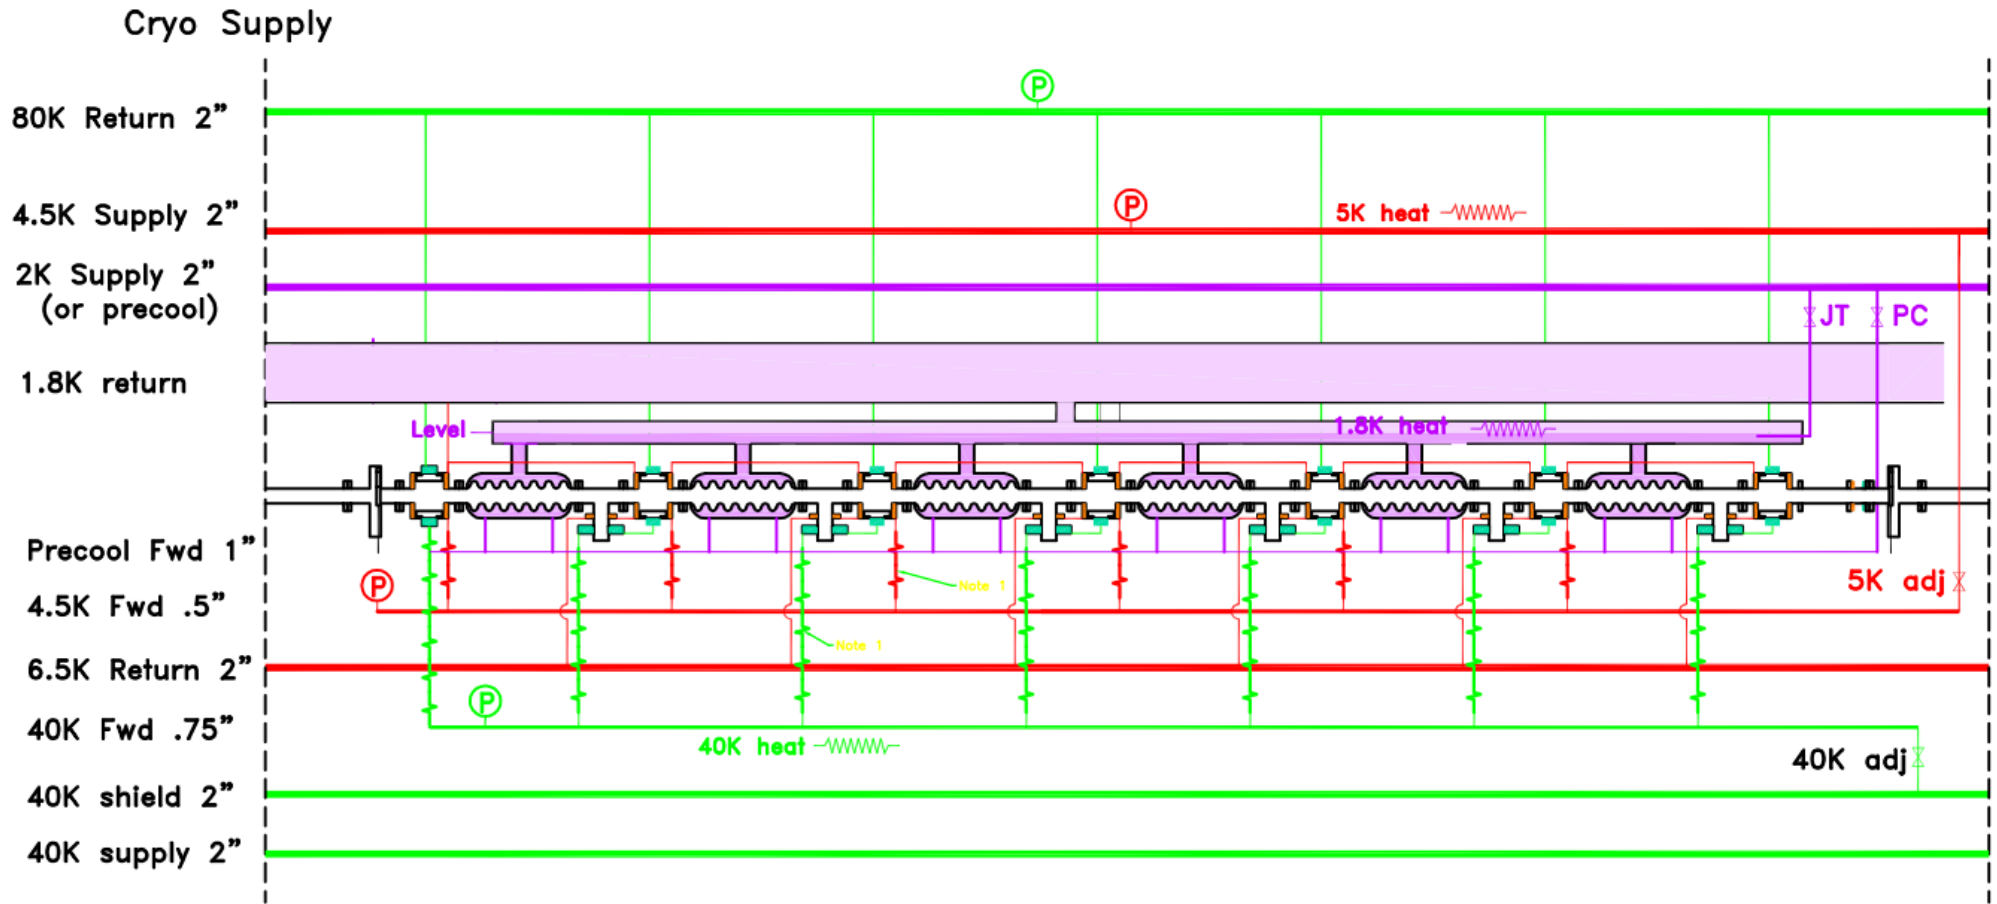 Cryo Supply
P
80K Return 2”
P
4.5K Supply 2”
5K heat
2K Supply 2”
(or precool)
JT
PC
1.8K return
Level
1.8K heat
Precool Fwd 1”
P
5K adj
Note 1
4.5K Fwd .5”
Note 1
6.5K Return 2”
P
40K Fwd .75”
40K heat
40K adj
40K shield 2”
40K supply 2”